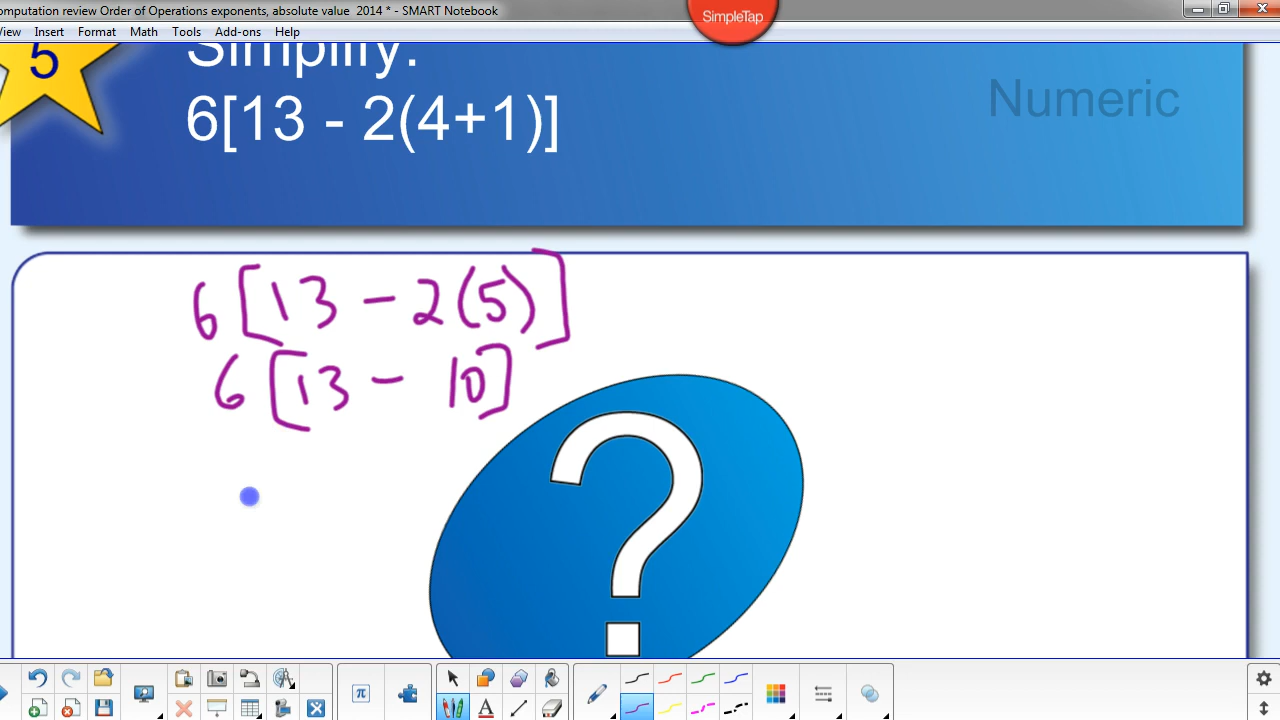 omputation review Order of Operations exponents, absolute value 2014 * - SMART Notebook
SimpleTap
View Insert Format Math Tools Add-ons Help
5
Simplify:
6[13 - 2(4+1)]
Numeric
6[13 - 2(5)]
6[13 - 10]
?
π
A